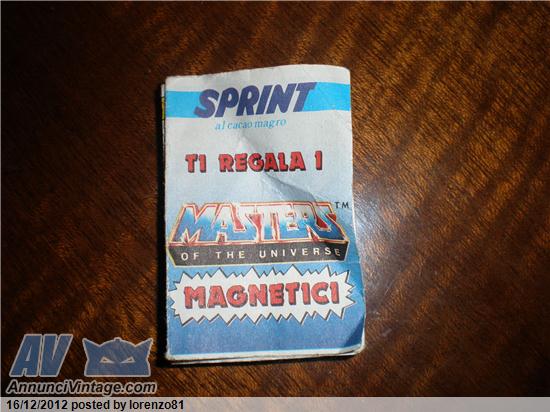 SPRINT
al cacao magro
TI REGALA I
MASTERS™
OF THE UNIVERSE
MAGNETICI
AV
AnnunciVintage.com
16/12/2012 posted by lorenzo81